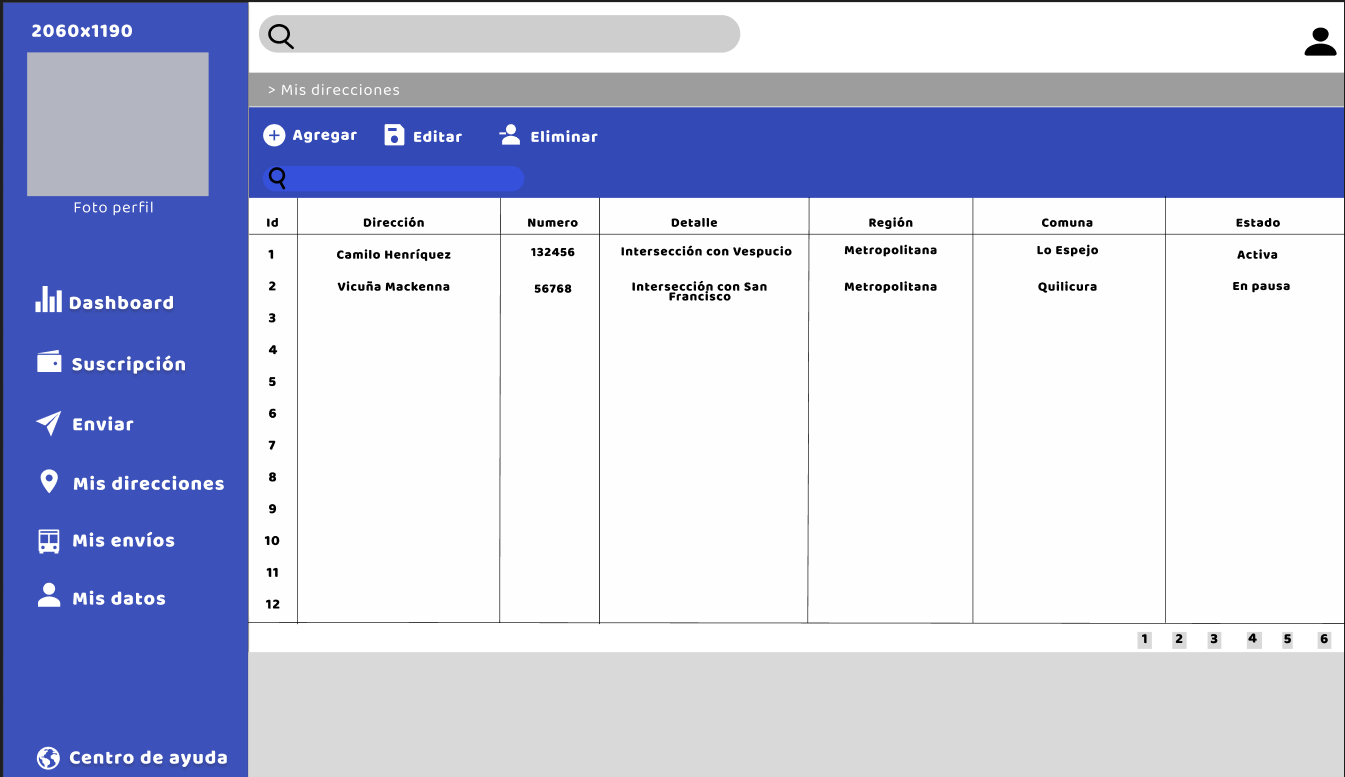 2060x1190
Foto perfil
Dashboard
Suscripción
Enviar
Mis direcciones
Mis envíos
Mis datos
Centro de ayuda
> Mis direcciones
Agregar Editar Eliminar
Id Dirección Numero Detalle Región Comuna Estado
1 Camilo Henríquez 132456 Intersección con Vespucio Metropolitana Lo Espejo Activa
2 Vicuña Mackenna 56768 Intersección con San Metropolitana Quilicura En pausa
Francisco
3
4
5
6
7
8
9
10
11
12
1 2 3 4 5 6